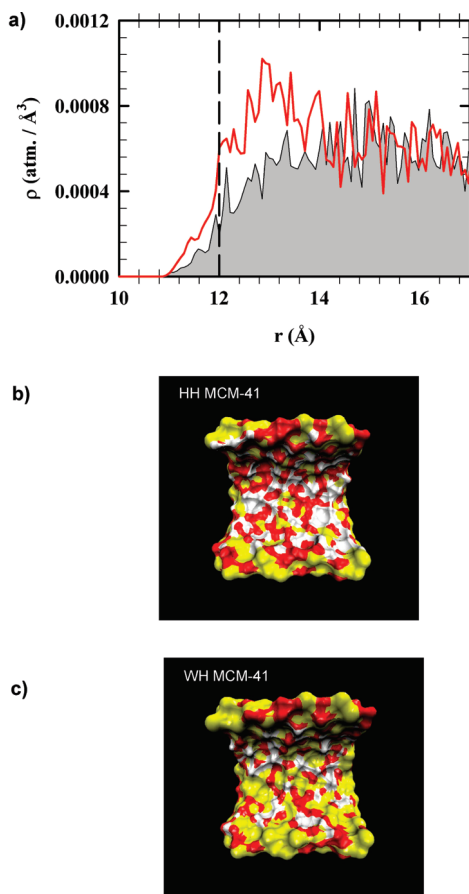 a)
0.0012
0.0008
0.0004
0.0000
ρ (atm. / Å³)
10 12 14 16
r (Å)
b)
HH MCM-41
c)
WH MCM-41